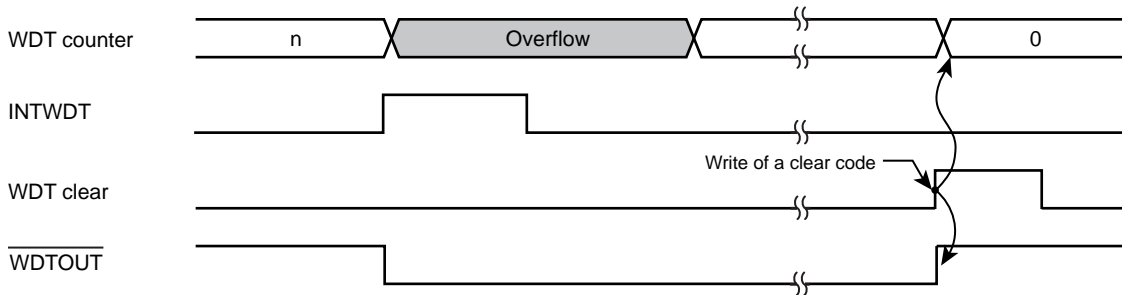 WDT counter
n
Overflow
0
INTWDT
Write of a clear code
WDT clear
WDTOUT